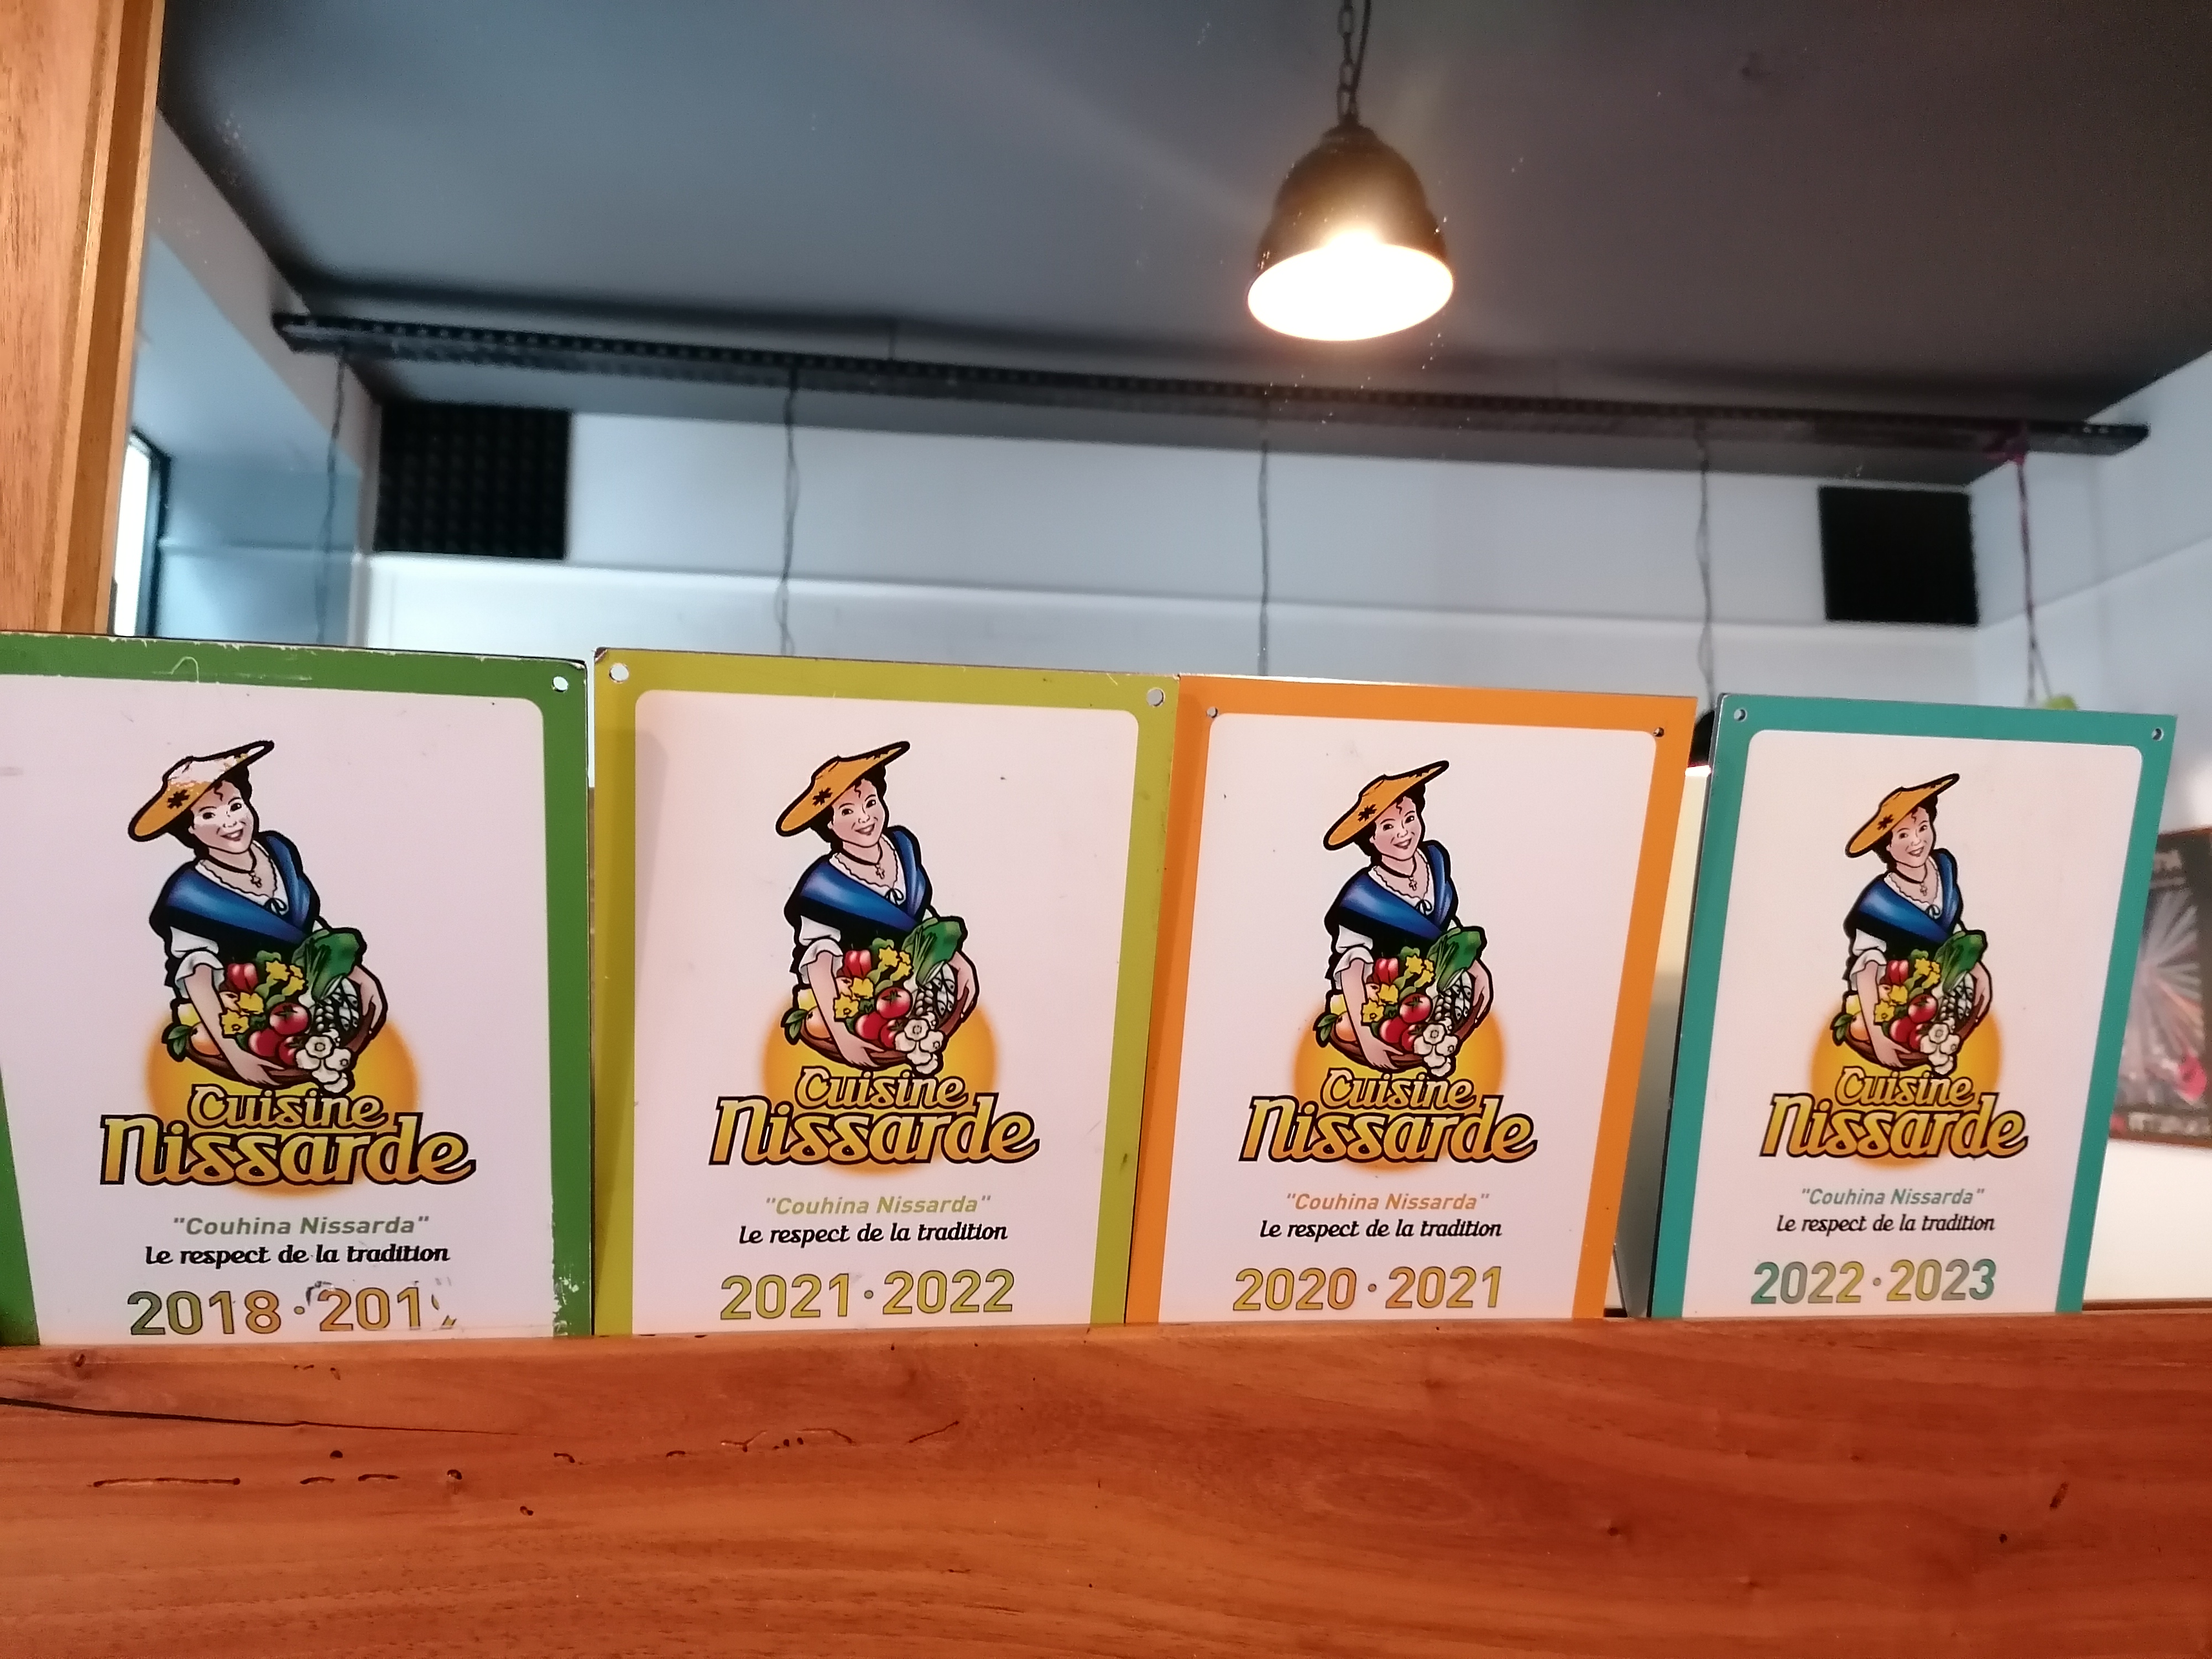 Cuisine
Nissarde
"Couhina Nissarda"
Le respect de la tradition
2018 · 201
Cuisine
Nissarde
"Couhina Nissarda"
Le respect de la tradition
2021 · 2022
Cuisine
Nissarde
"Couhina Nissarda"
Le respect de la tradition
2020 · 2021
Cuisine
Nissarde
"Couhina Nissarda"
Le respect de la tradition
2022 · 2023